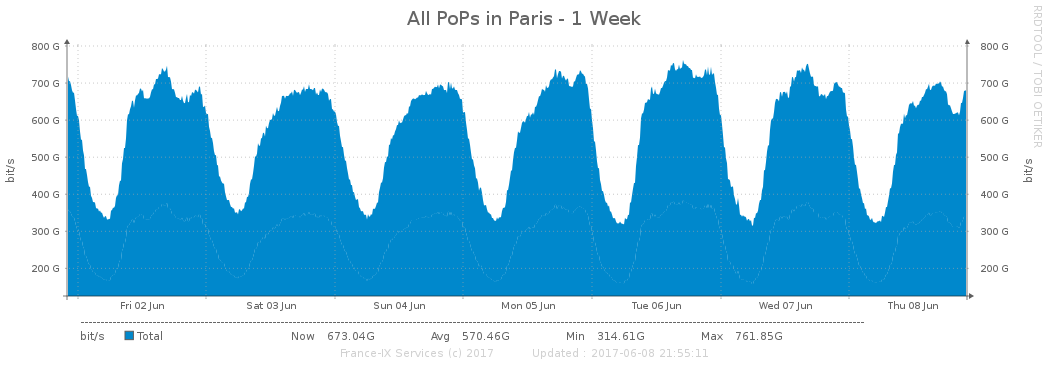 All PoPs in Paris - 1 Week
RRDTOOL / TOBI OETIKER
bit/s
800 G
700 G
600 G
500 G
400 G
300 G
200 G
800 G
700 G
600 G
500 G
400 G
300 G
200 G
bit/s
Fri 02 Jun Sat 03 Jun Sun 04 Jun Mon 05 Jun Tue 06 Jun Wed 07 Jun Thu 08 Jun
bit/s Total Now 673.04G Avg 570.46G Min 314.61G Max 761.85G
France-IX Services (c) 2017 Updated : 2017-06-08 21:55:11